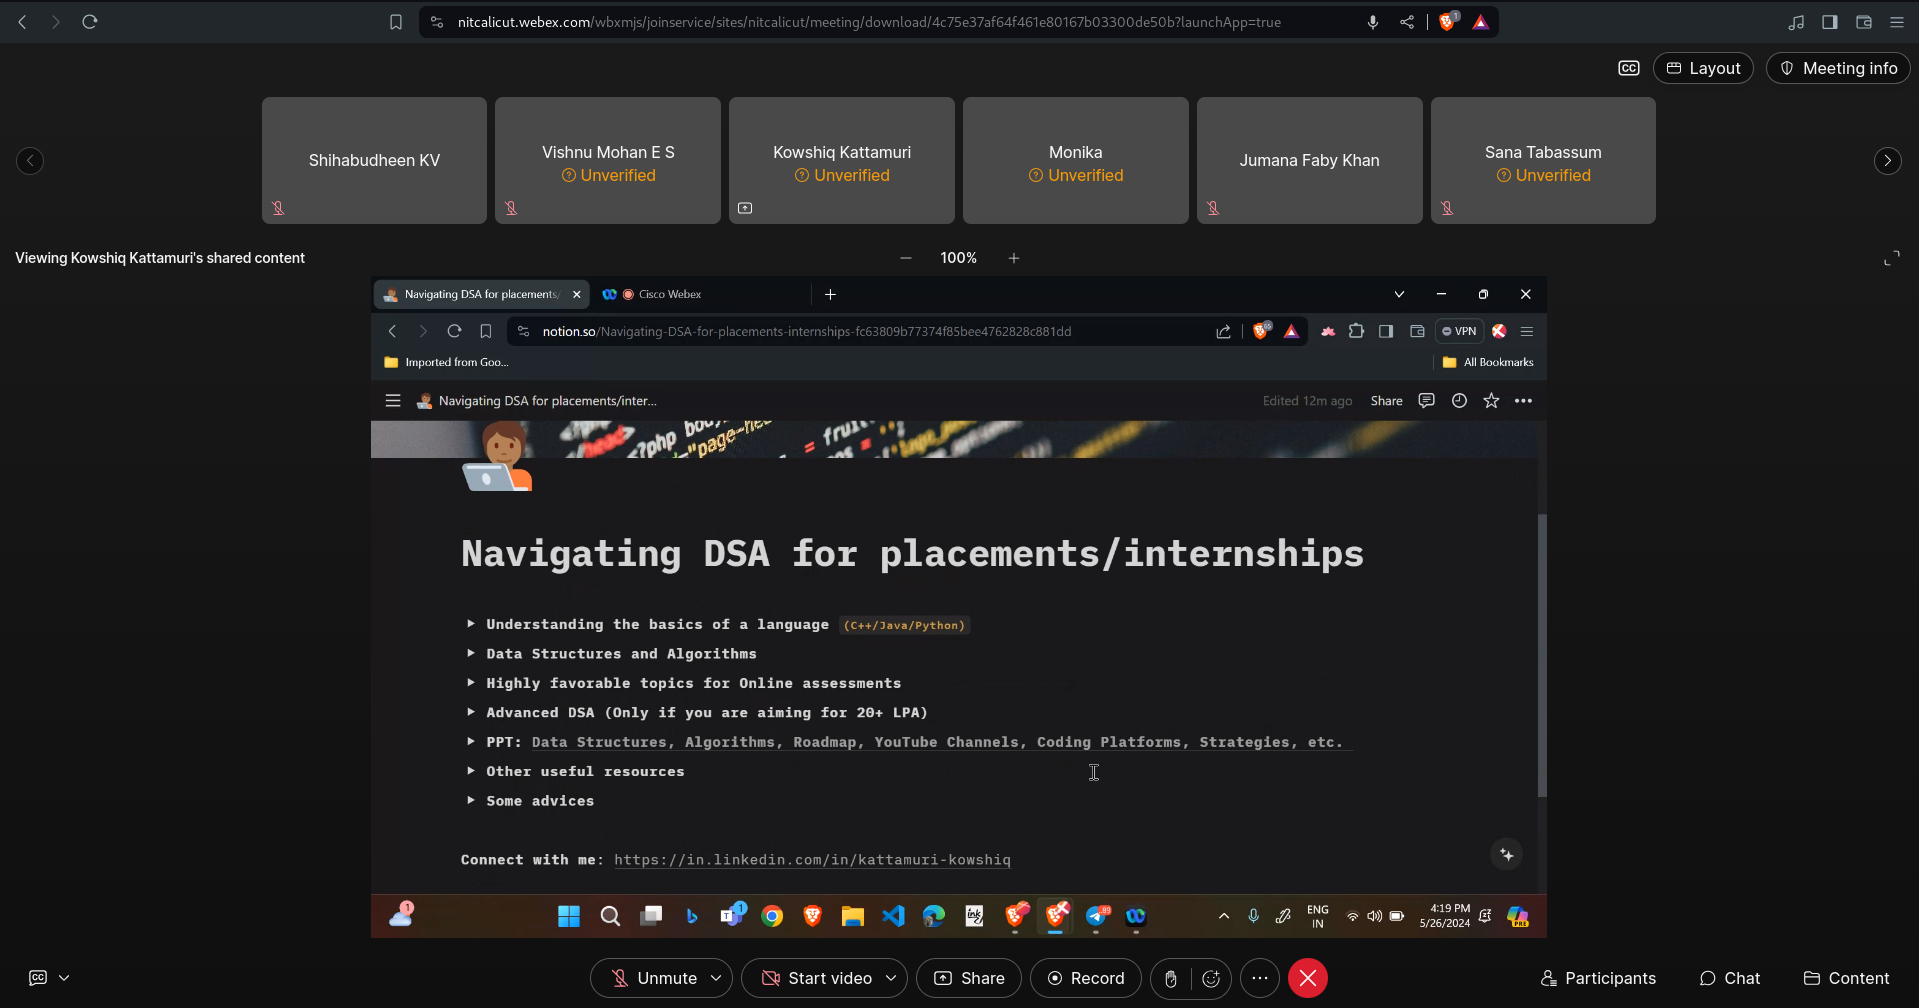 nitcalicut.webex.com/wbxmjs/joinservice/sites/nitcalicut/meeting/download/4c75e37af64f461e80167b03300de50b?launchApp=true
1
CC Layout Meeting info
Shihabudheen KV
Vishnu Mohan E S
Unverified
Kowshiq Kattamuri
Unverified
Monika
Unverified
Jumana Faby Khan
Sana Tabassum
Unverified
Viewing Kowshiq Kattamuri's shared content
100%
Navigating DSA for placements/
Cisco Webex
notion.so/Navigating-DSA-for-placements-internships-fc63809b77374f85bee4762828c881dd
VPN
Imported from Goo...
All Bookmarks
Navigating DSA for placements/inter...
Edited 12m ago Share
Navigating DSA for placements/internships
Understanding the basics of a language (C++/Java/Python)
Data Structures and Algorithms
Highly favorable topics for Online assessments
Advanced DSA (Only if you are aiming for 20+ LPA)
PPT: Data Structures, Algorithms, Roadmap, YouTube Channels, Coding Platforms, Strategies, etc.
Other useful resources
Some advices
Connect with me: https://in.linkedin.com/in/kattamuri-kowshiq
1
1
ENG
IN
4:19 PM
5/26/2024
PRE
Unmute Start video Share Record
Participants Chat Content